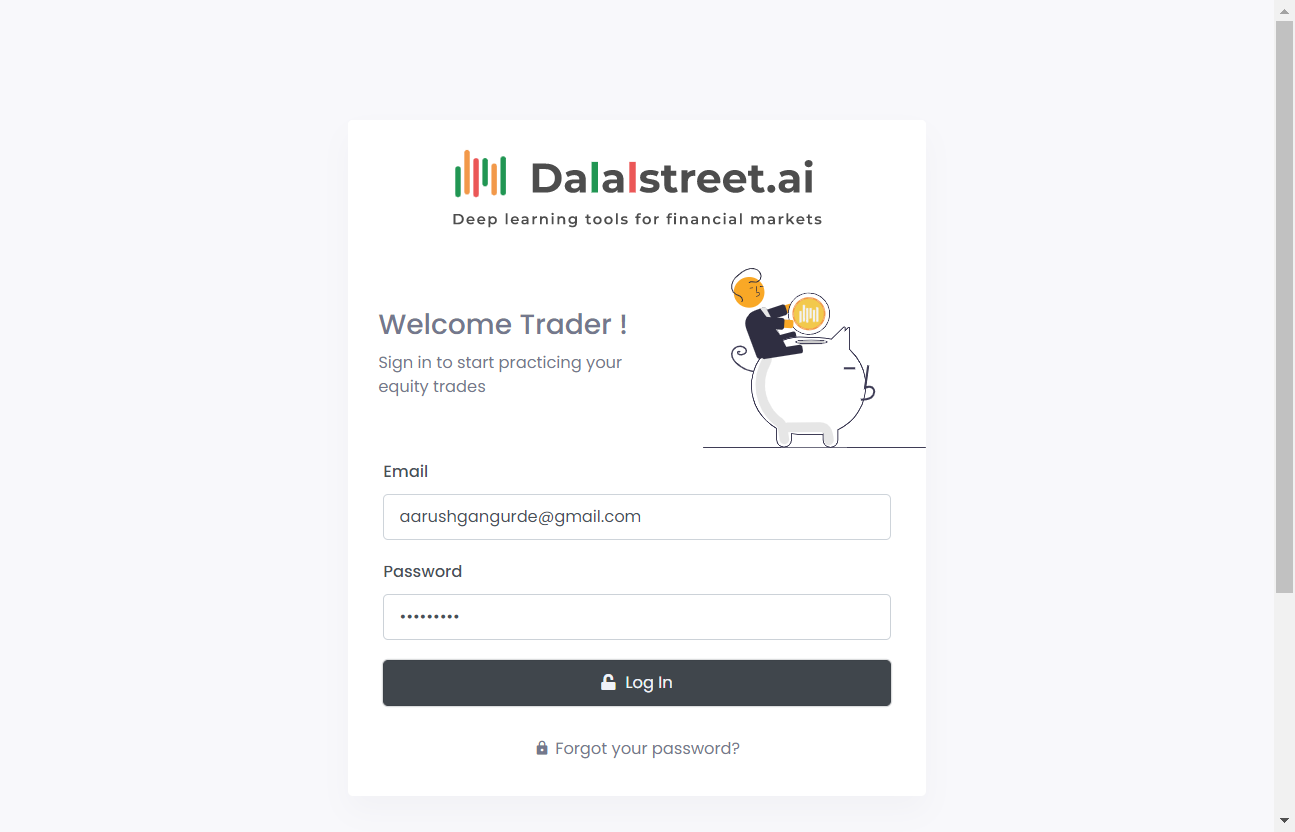 Dalalstreet.ai
Deep learning tools for financial markets
Welcome Trader !
Sign in to start practicing your
equity trades
Email
aarushgangurde@gmail.com
Password
•••••••••
Log In
Forgot your password?